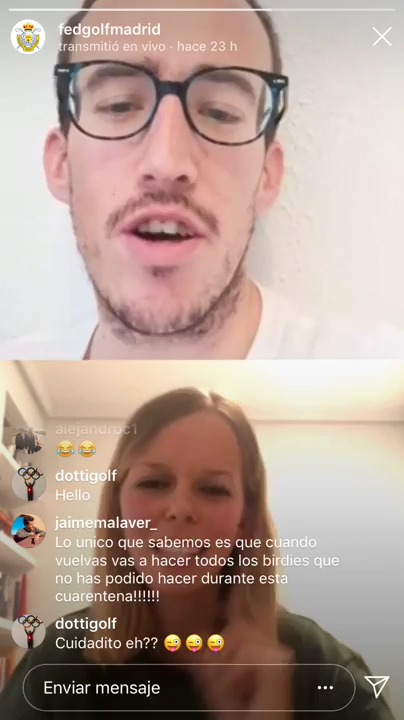 fedgolfmadrid
transmitió en vivo · hace 23 h
alejandroc1
😂😂
dottigolf
Hello
jaimemalaver_
Lo unico que sabemos es que cuando
vuelvas vas a hacer todos los birdies que
no has podido hacer durante esta
cuarentena!!!!!!
dottigolf
Cuidadito eh?? 😜😜😜
Enviar mensaje